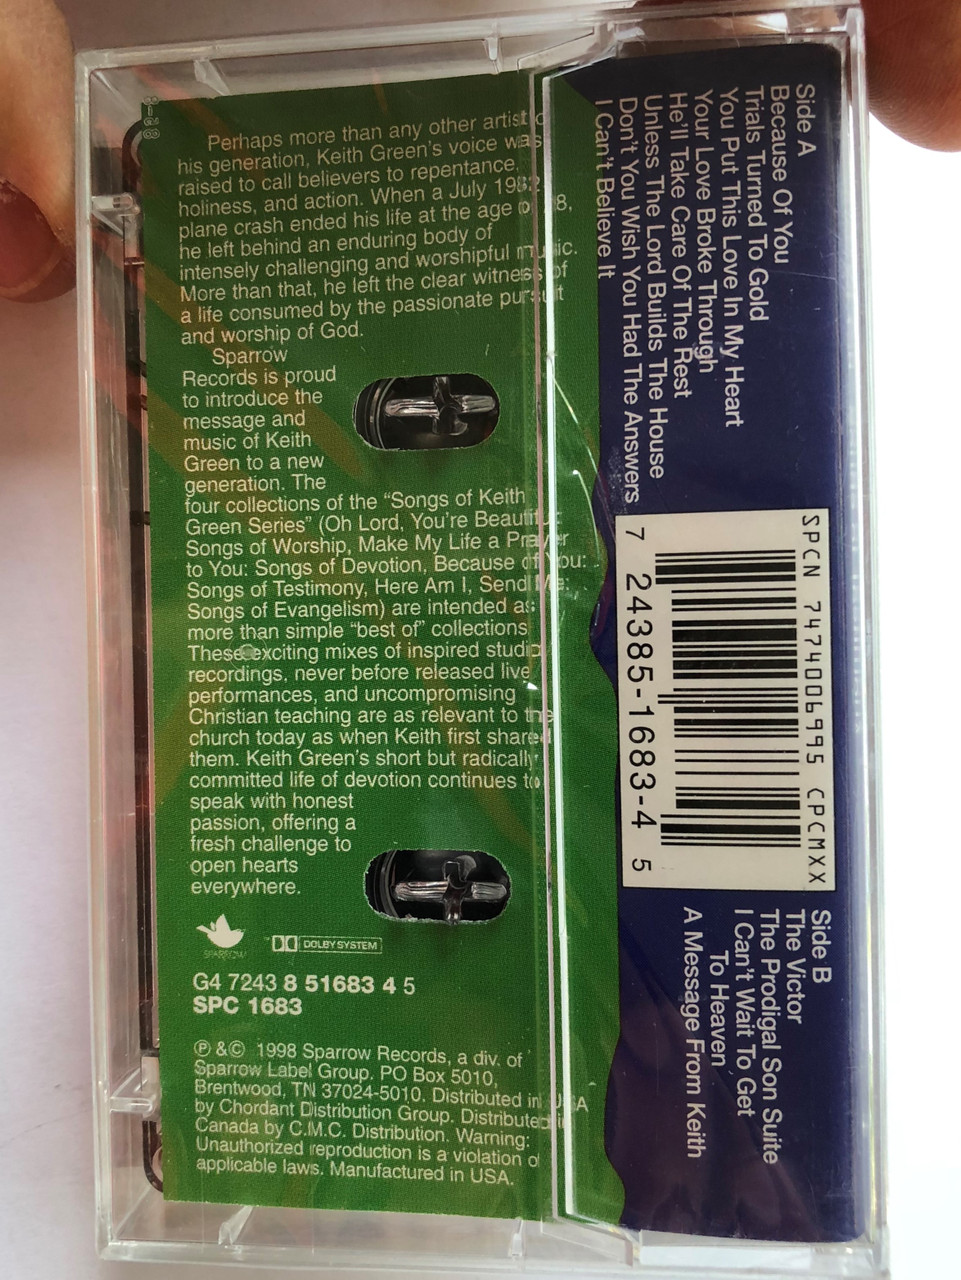 Perhaps more than any other artist of
his generation, Keith Green's voice was
raised to call believers to repentance,
holiness, and action. When a July 1982
plane crash ended his life at the age of 28,
he left behind an enduring body of
intensely challenging and worshipful music.
More than that, he left the clear witness of
a life consumed by the passionate pursuit
and worship of God.
Sparrow
Records is proud
to introduce the
message and
music of Keith
Green to a new
generation. The
four collections of the "Songs of Keith
Green Series" (Oh Lord, You're Beautiful:
Songs of Worship, Make My Life a Prayer
to You: Songs of Devotion, Because of You:
Songs of Testimony, Here Am I, Send Me:
Songs of Evangelism) are intended as
more than simple "best of" collections.
These exciting mixes of inspired studio
recordings, never before released live
performances, and uncompromising
Christian teaching are as relevant to the
church today as when Keith first shared
them. Keith Green's short but radically
committed life of devotion continues to
speak with honest
passion, offering a
fresh challenge to
open hearts
everywhere.
SPARROW
DOLBY SYSTEM
G4 7243 8 51683 4 5
SPC 1683
℗ &© 1998 Sparrow Records, a div. of
Sparrow Label Group, PO Box 5010,
Brentwood, TN 37024-5010. Distributed in USA
by Chordant Distribution Group. Distributed in
Canada by C.M.C. Distribution. Warning:
Unauthorized reproduction is a violation of
applicable laws. Manufactured in USA.
Side A
Because Of You
Trials Turned To Gold
You Put This Love In My Heart
Your Love Broke Through
He'll Take Care Of The Rest
Unless The Lord Builds The House
Don't You Wish You Had The Answers
I Can't Believe It
SPCN 7474006995 CPCMXX
7 24385-1683-4 5
Side B
The Victor
The Prodigal Son Suite
I Can't Wait To Get
To Heaven
A Message From Keith